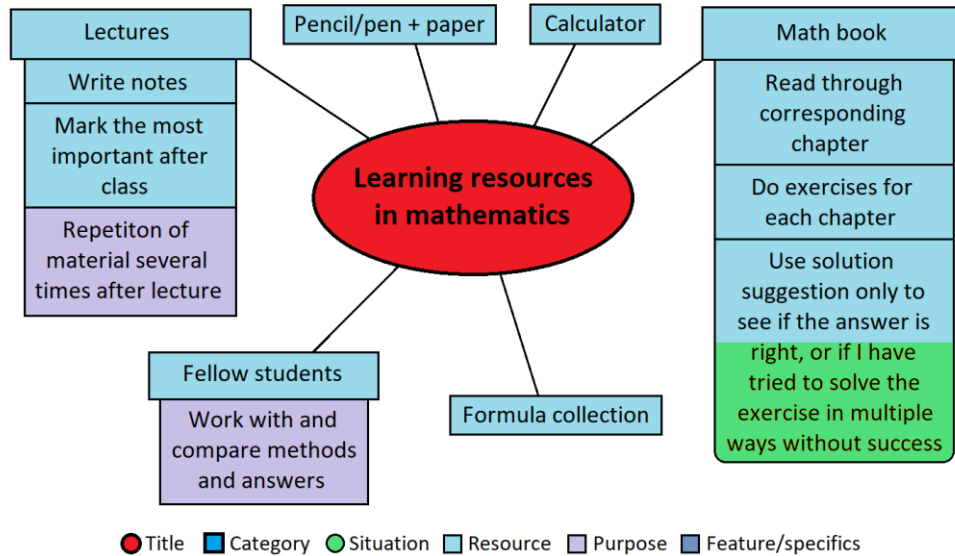 Lectures
Write notes
Mark the most
important after
class
Repetiton of
material several
times after lecture
Pencil/pen + paper
Calculator
Math book
Read through
corresponding
chapter
Do exercises for
each chapter
Use solution
suggestion only to
see if the answer is
right, or if I have
tried to solve the
exercise in multiple
ways without success
Learning resources
in mathematics
Fellow students
Work with and
compare methods
and answers
Formula collection
Title Category Situation Resource Purpose Feature/specifics